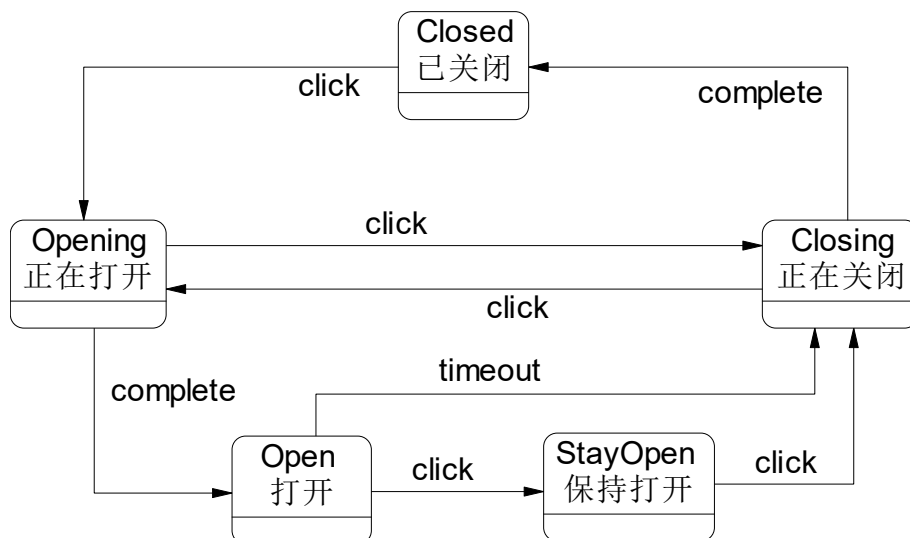 Closed
已关闭
click
complete
Opening
正在打开
click
Closing
正在关闭
click
complete
timeout
Open
打开
click
StayOpen
保持打开
click